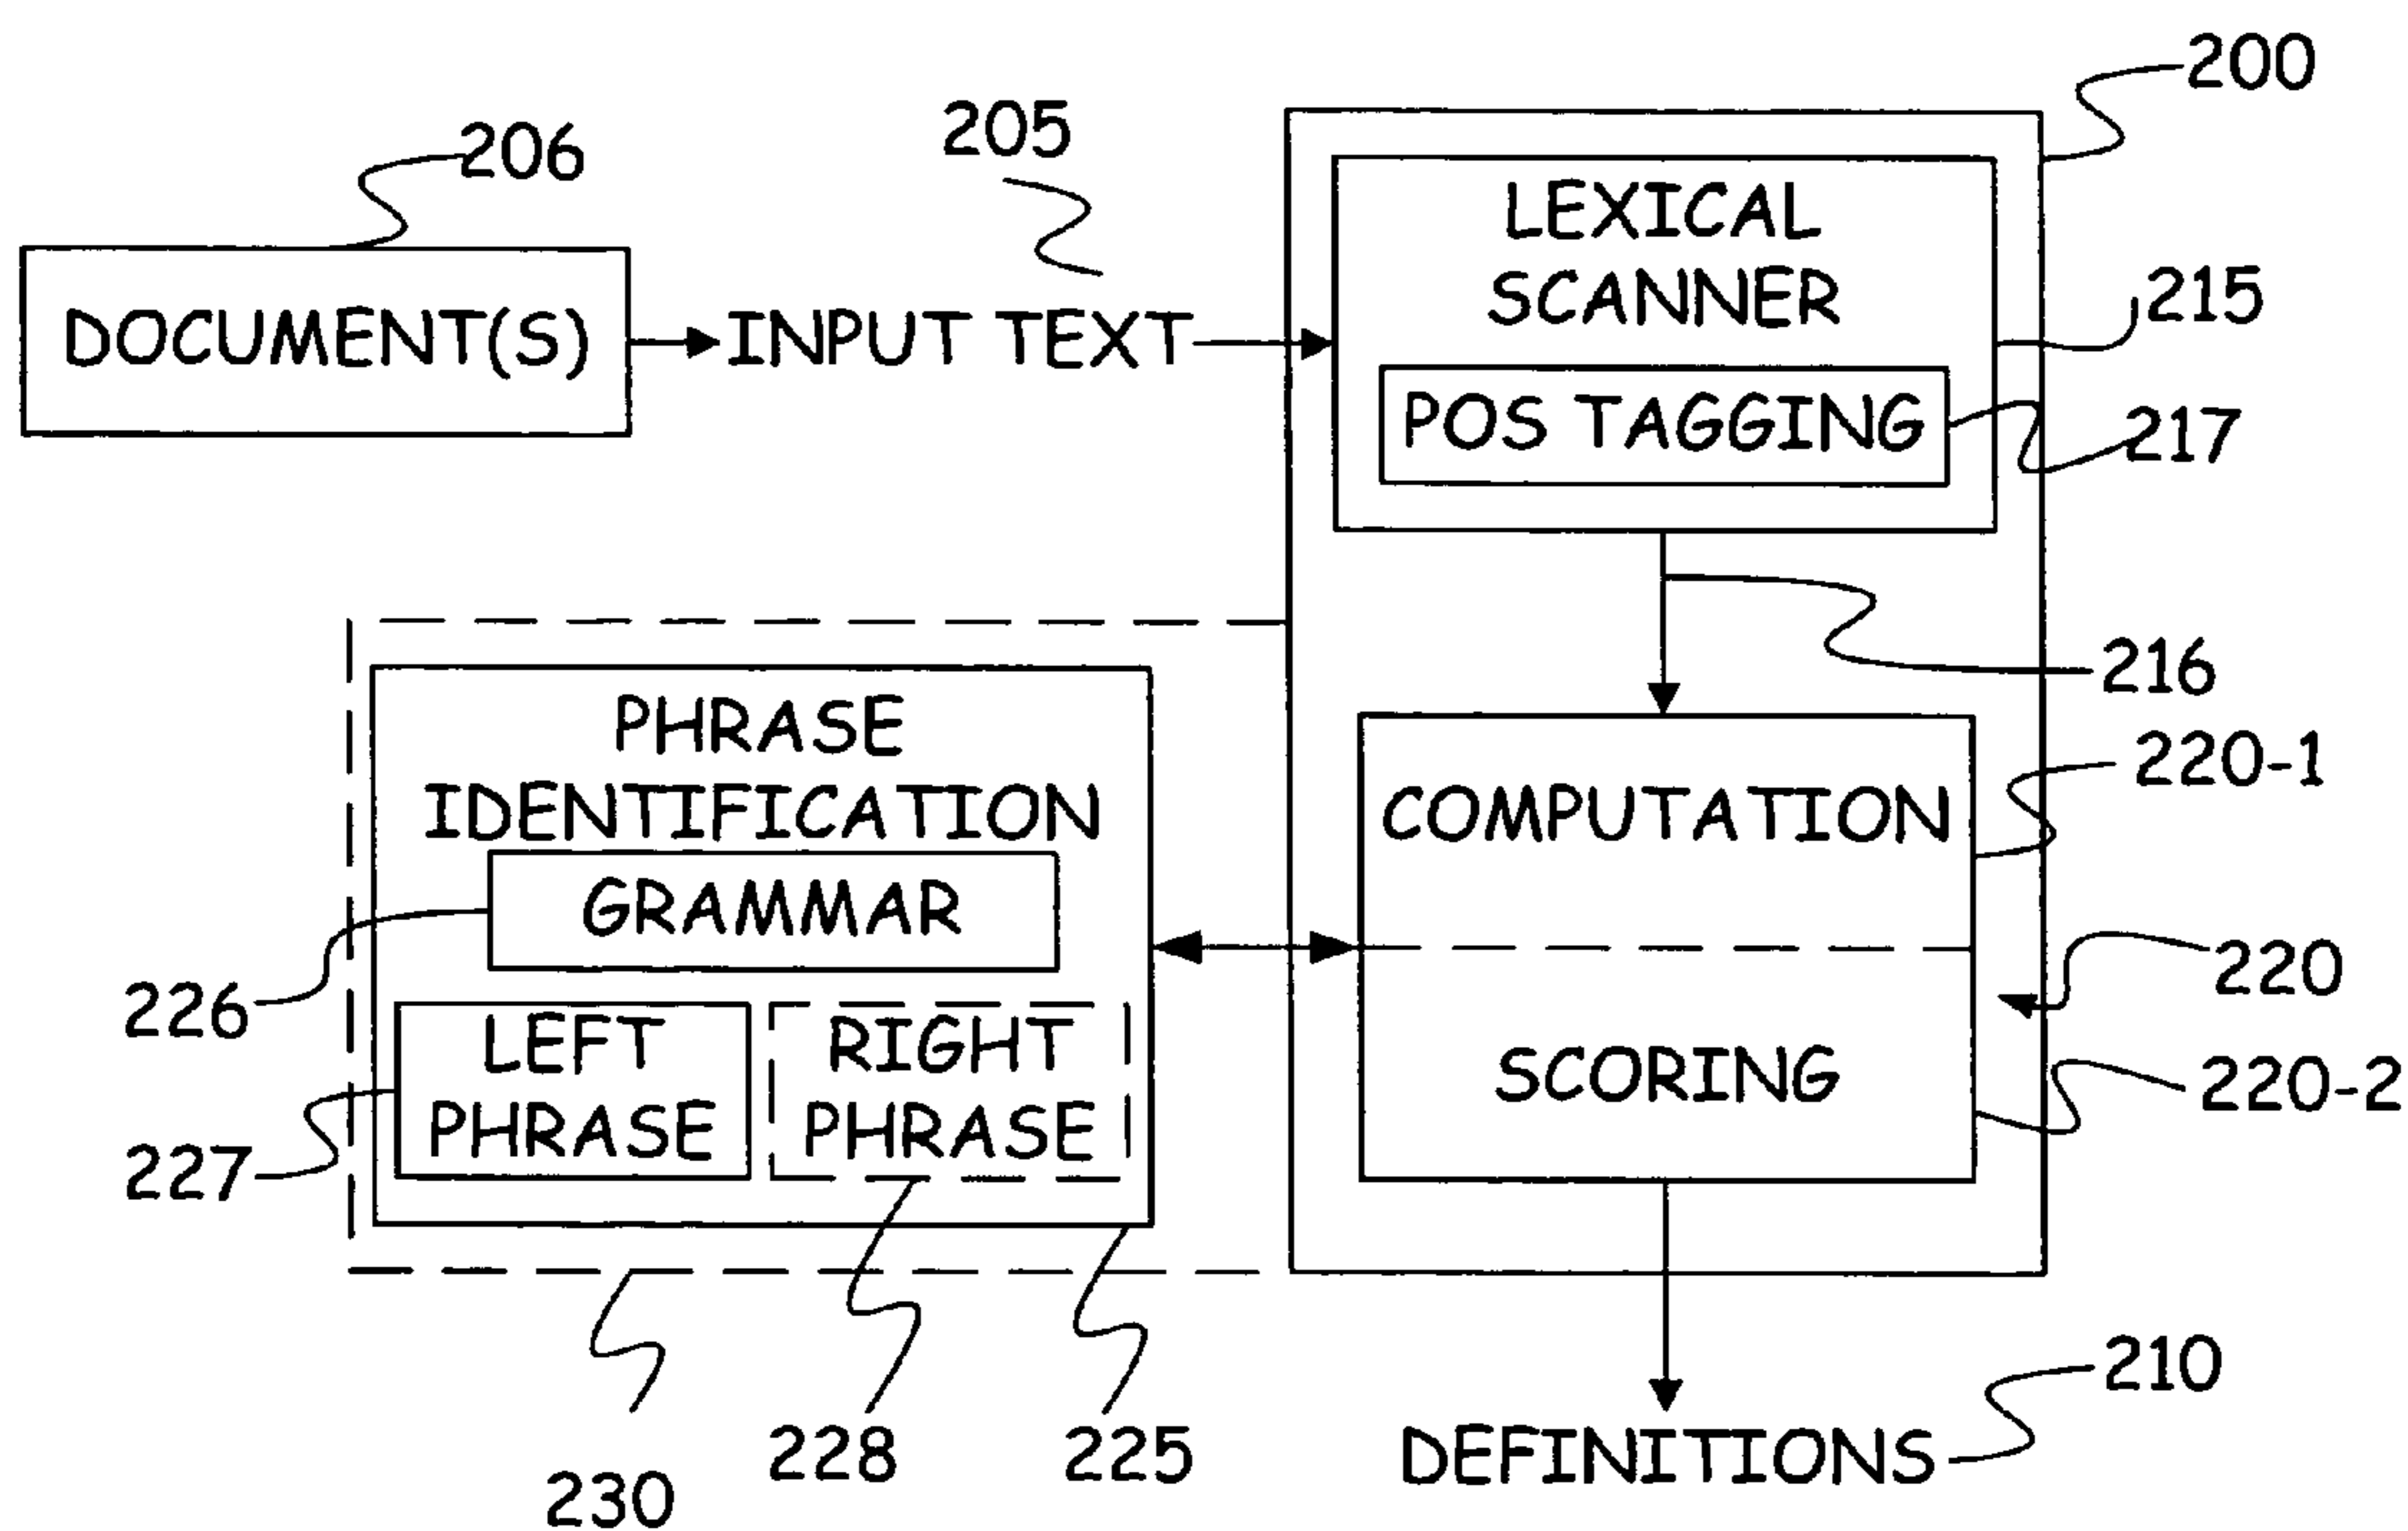 200
205
206
LEXICAL
SCANNER
215
DOCUMENT(S)
INPUT TEXT
POS TAGGING
217
216
PHRASE
IDENTIFICATION
220-1
COMPUTATION
GRAMMAR
220
226
LEFT
PHRASE
RIGHT
PHRASE
SCORING
220-2
227
210
228
225
DEFINITIONS
230